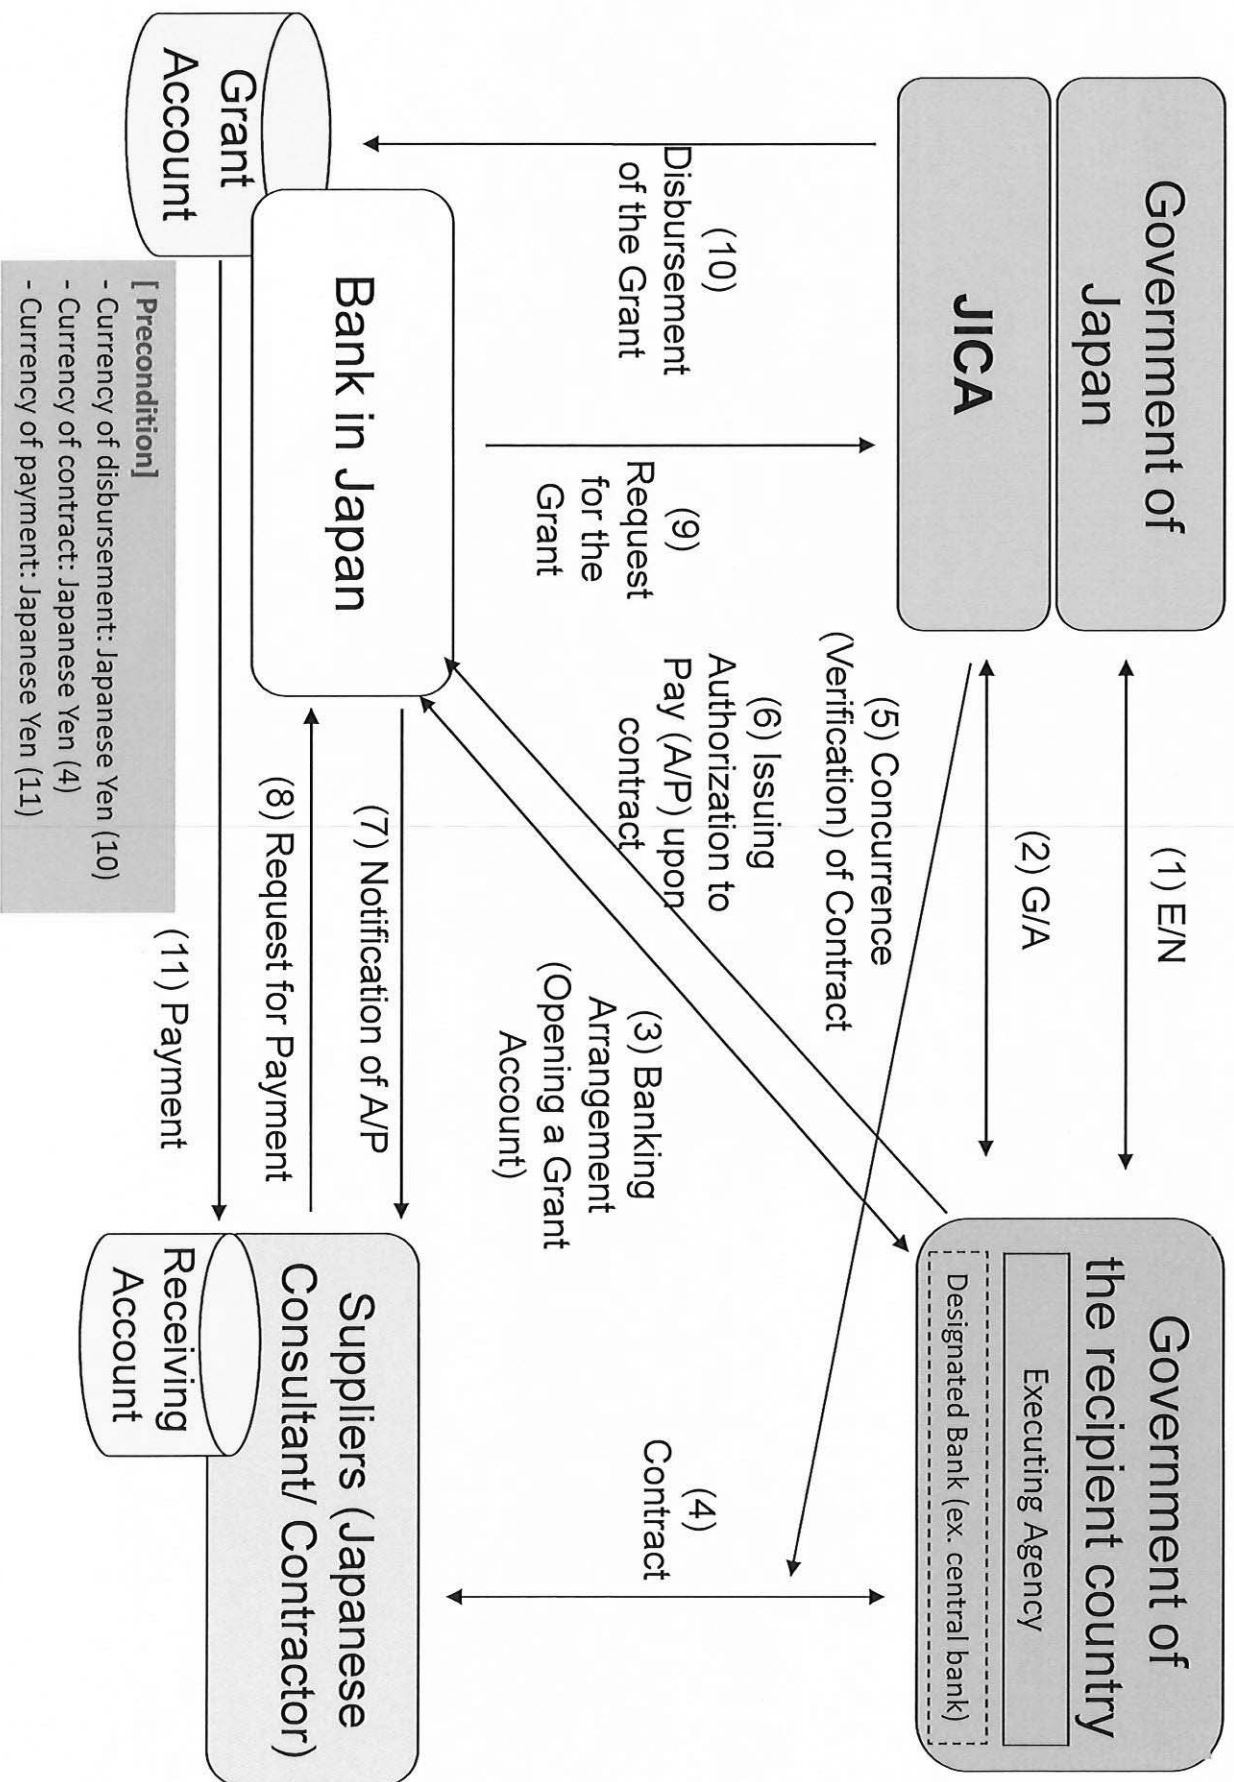 Government of
Japan
JICA
(1) E/N
(2) G/A
Government of
the recipient country
Executing Agency
Designated Bank (ex. central bank)
(5) Concurrence
(Verification) of Contract
(6) Issuing
Authorization to
Pay (A/P) upon
contract
(10)
Disbursement
of the Grant
(9)
Request
for the
Grant
(3) Banking
Arrangement
(Opening a Grant
Account)
(4)
Contract
Bank in Japan
Grant
Account
(7) Notification of A/P
(8) Request for Payment
(11) Payment
Suppliers (Japanese
Consultant/ Contractor)
Receiving
Account
[ Precondition]
- Currency of disbursement: Japanese Yen (10)
- Currency of contract: Japanese Yen (4)
- Currency of payment: Japanese Yen (11)